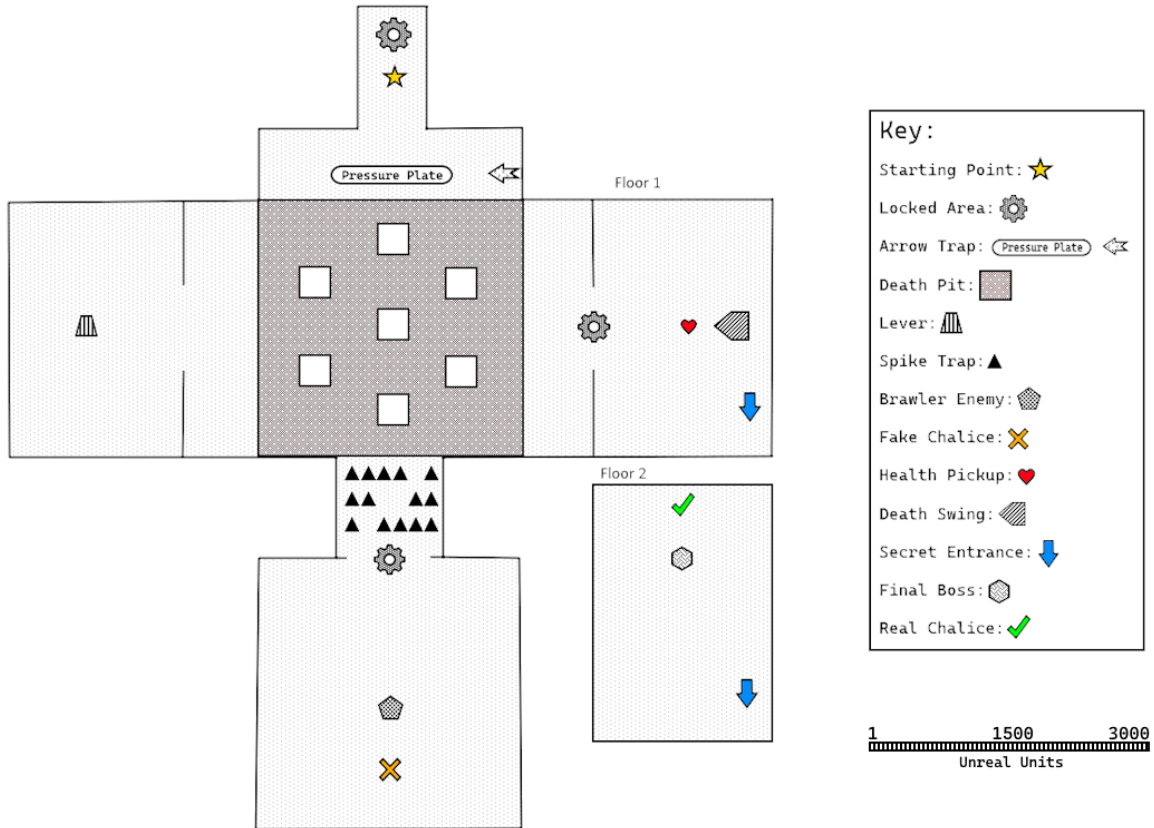 Pressure Plate
Floor 1
Floor 2
Key:
Starting Point:
Locked Area:
Arrow Trap: Pressure Plate
Death Pit:
Lever:
Spike Trap:
Brawler Enemy:
Fake Chalice:
Health Pickup:
Death Swing:
Secret Entrance:
Final Boss:
Real Chalice:
1 1500 3000
Unreal Units